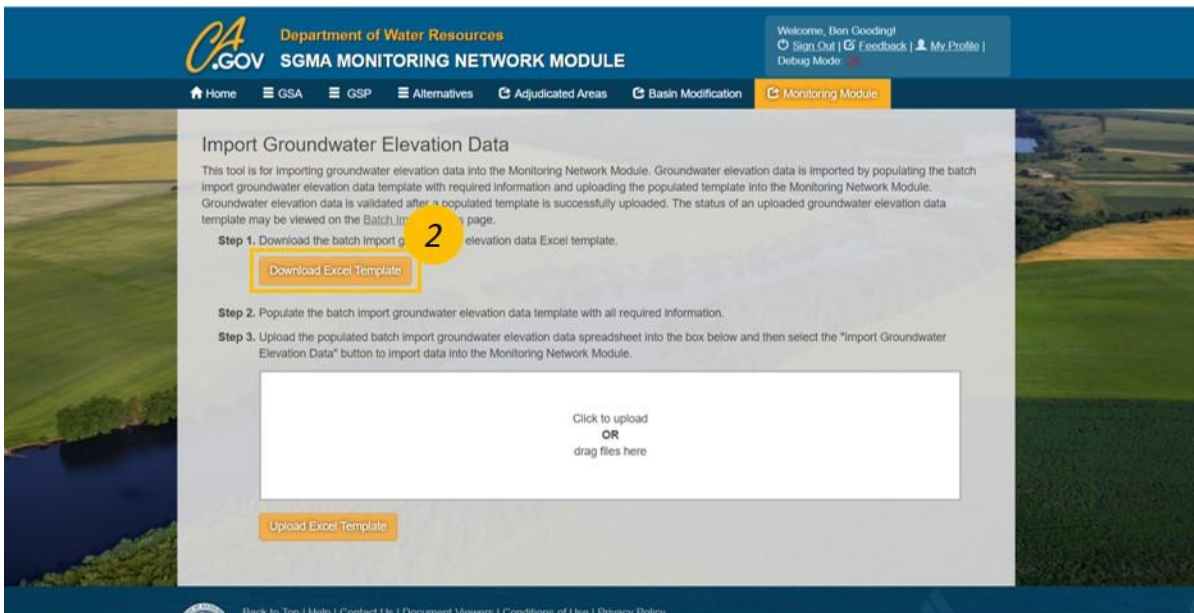 CA
.GOV
Department of Water Resources
SGMA MONITORING NETWORK MODULE
Welcome, Ben Gooding!
Sign Out | Feedback | My Profile |
Debug Mode:
Home GSA GSP Alternatives Adjudicated Areas Basin Modification Monitoring Module
Import Groundwater Elevation Data
This tool is for importing groundwater elevation data into the Monitoring Network Module. Groundwater elevation data is imported by populating the batch
import groundwater elevation data template with required information and uploading the populated template into the Monitoring Network Module.
Groundwater elevation data is validated after a populated template is successfully uploaded. The status of an uploaded groundwater elevation data
template may be viewed on the Batch page.
Step 1. Download the batch import elevation data Excel template.
2
Download Excel Template
Step 2. Populate the batch import groundwater elevation data template with all required information.
Step 3. Upload the populated batch import groundwater elevation data spreadsheet into the box below and then select the "Import Groundwater
Elevation Data" button to import data into the Monitoring Network Module.
Click to upload
OR
drag files here
Upload Excel Template
Back to Top | Help | Contact Us | Document Viewers | Conditions of Use | Privacy Policy